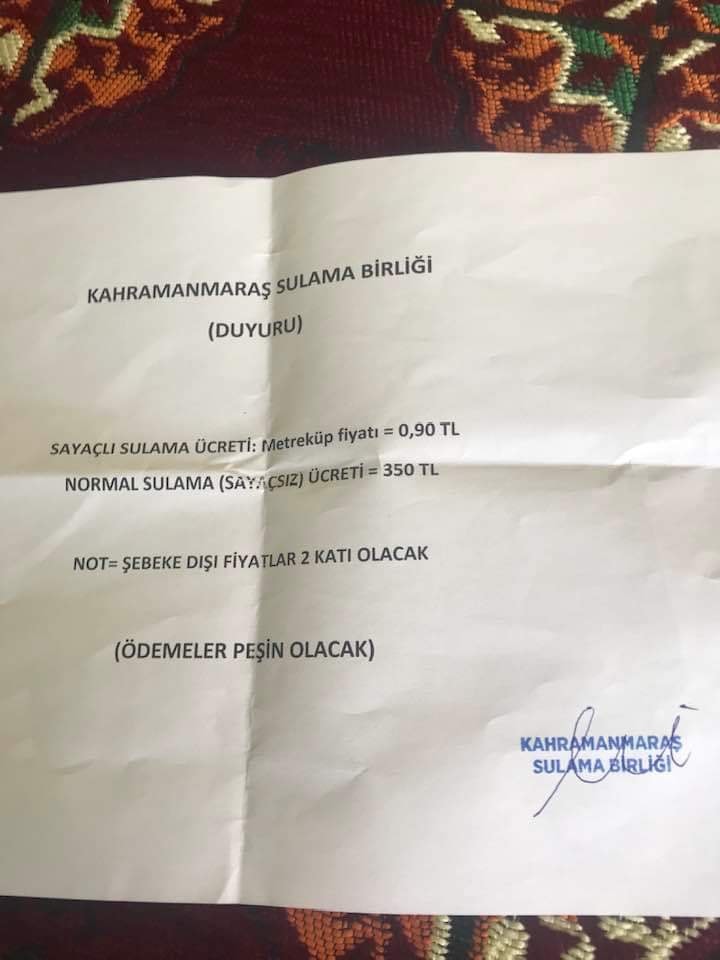 KAHRAMANMARAŞ SULAMA BİRLİĞİ
(DUYURU)
SAYAÇLI SULAMA ÜCRETİ: Metreküp fiyatı = 0,90 TL
NORMAL SULAMA (SAYAÇSIZ) ÜCRETİ = 350 TL
NOT= ŞEBEKE DIŞI FİYATLAR 2 KATI OLACAK
(ÖDEMELER PEŞİN OLACAK)
KAHRAMANMARAŞ
SULAMA BİRLİĞİ